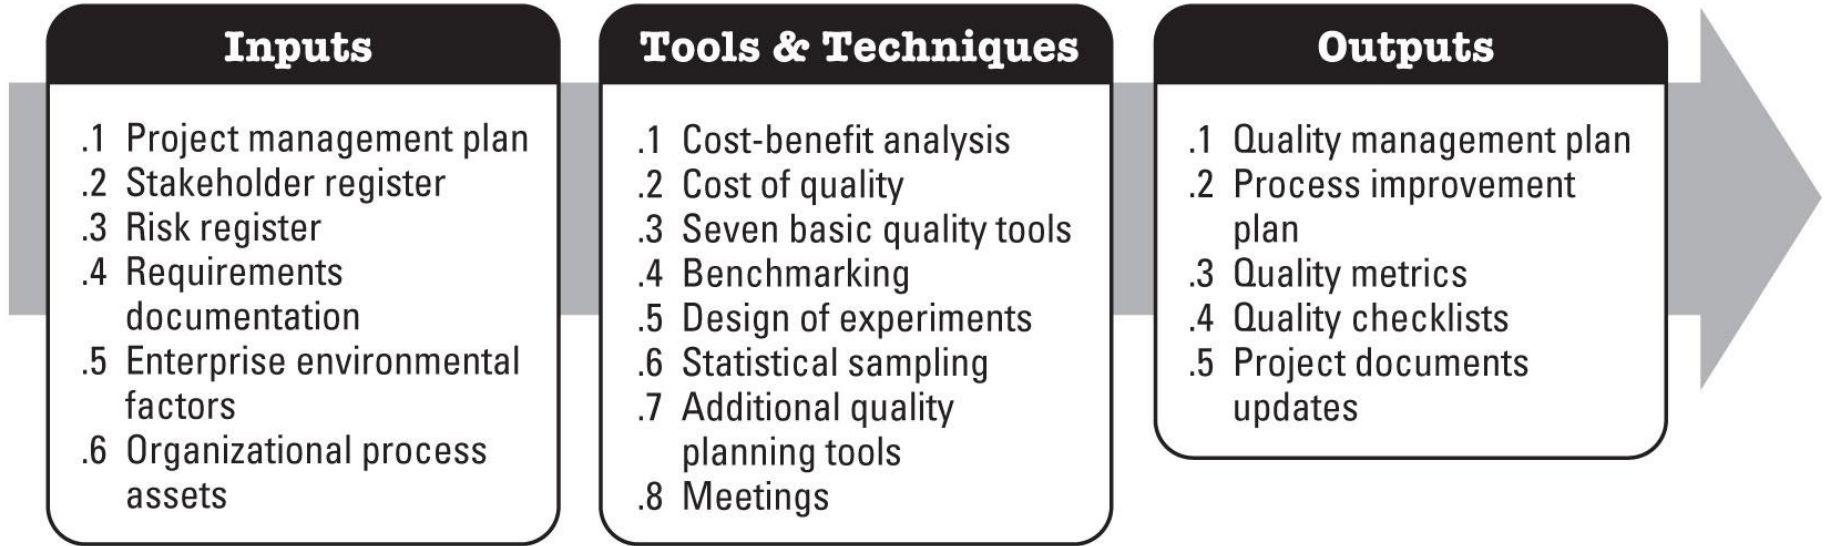 Inputs
.1 Project management plan
.2 Stakeholder register
.3 Risk register
.4 Requirements
documentation
.5 Enterprise environmental
factors
.6 Organizational process
assets
Tools & Techniques
.1 Cost-benefit analysis
.2 Cost of quality
.3 Seven basic quality tools
.4 Benchmarking
.5 Design of experiments
.6 Statistical sampling
.7 Additional quality
planning tools
.8 Meetings
Outputs
.1 Quality management plan
.2 Process improvement
plan
.3 Quality metrics
.4 Quality checklists
.5 Project documents
updates